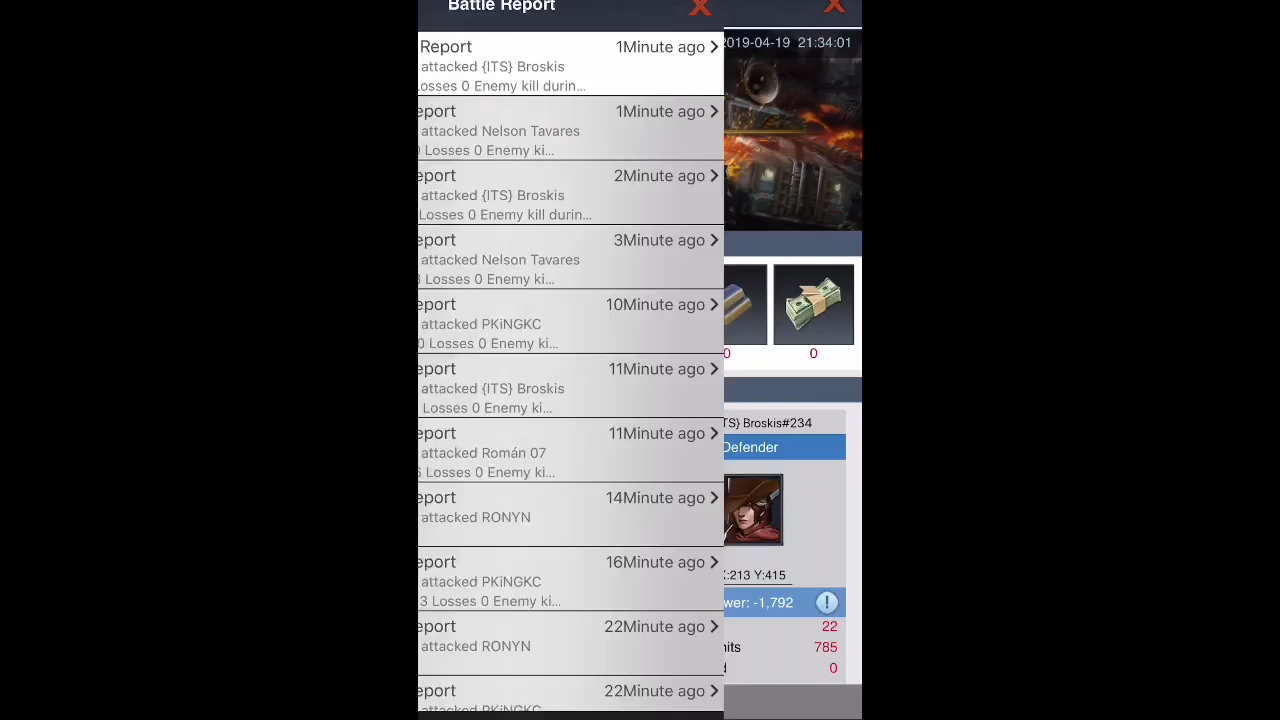 Battle Report
Report 1Minute ago
attacked {ITS} Broskis
osses 0 Enemy kill durin...
eport 1Minute ago
attacked Nelson Tavares
0 Losses 0 Enemy ki...
eport 2Minute ago
attacked {ITS} Broskis
Losses 0 Enemy kill durin...
eport 3Minute ago
attacked Nelson Tavares
Losses 0 Enemy ki...
eport 10Minute ago
attacked PKiNGKC
0 Losses 0 Enemy ki...
eport 11Minute ago
attacked {ITS} Broskis
Losses 0 Enemy ki...
eport 11Minute ago
attacked Román 07
Losses 0 Enemy ki...
eport 14Minute ago
attacked RONYN
eport 16Minute ago
attacked PKiNGKC
3 Losses 0 Enemy ki...
eport 22Minute ago
attacked RONYN
eport 22Minute ago
attacked PKiNGKC
2019-04-19 21:34:01
0 0
TS} Broskis#234
Defender
X:213 Y:415
wer: -1,792
22
nits 785
0